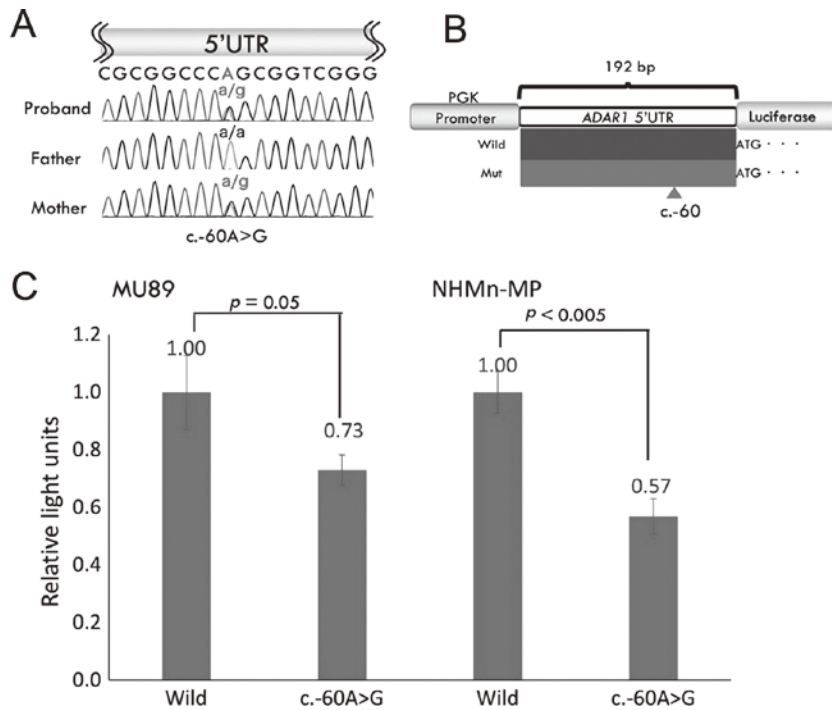 A
5'UTR
CGCGGCCCAGCGGTCGGG
a/g
Proband
a/a
Father
a/g
Mother
c.-60A>G
B
192 bp
PGK
Promoter
ADAR1 5'UTR
Luciferase
Wild
ATG · · ·
Mut
ATG · · ·
c.-60
C
MU89
NHMn-MP
p = 0.05
p < 0.005
Relative light units
1.2
1.0
0.8
0.6
0.4
0.2
0.0
1.00
0.73
1.00
0.57
Wild
c.-60A>G
Wild
c.-60A>G